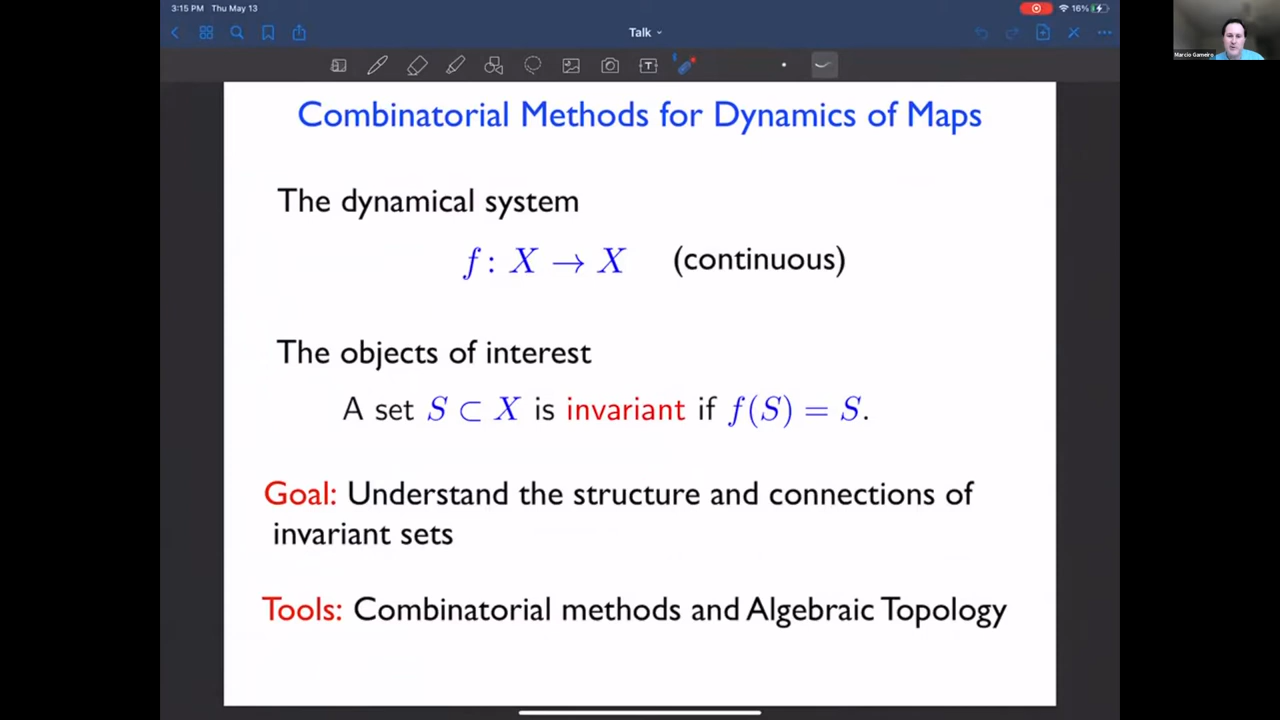 3:15 PM Thu May 13
16%
Talk
Marcio Gameiro
Combinatorial Methods for Dynamics of Maps
The dynamical system
f : X → X (continuous)
The objects of interest
A set S ⊂ X is invariant if f(S) = S.
Goal: Understand the structure and connections of
invariant sets
Tools: Combinatorial methods and Algebraic Topology